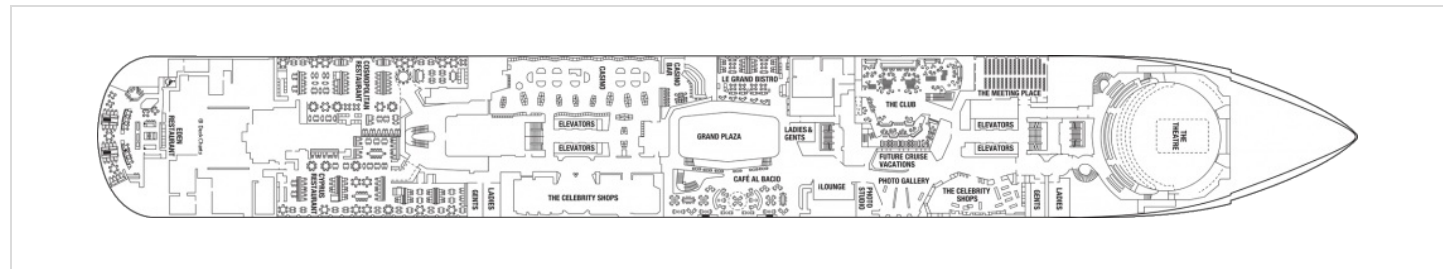 EDEN
RESTAURANT
COSMOPOLITAN
RESTAURANT
CYPRUS
RESTAURANT
GENTS
LADIES
CASINO
ELEVATORS
ELEVATORS
THE CELEBRITY SHOPS
CASINO
BAR
LE GRAND BISTRO
GRAND PLAZA
CAFÉ AL BACIO
LADIES &
GENTS
iLOUNGE
THE CLUB
FUTURE CRUISE
VACATIONS
PHOTO GALLERY
PHOTO
STUDIO
THE MEETING PLACE
ELEVATORS
ELEVATORS
THE CELEBRITY
SHOPS
GENTS
LADIES
THE
THEATRE